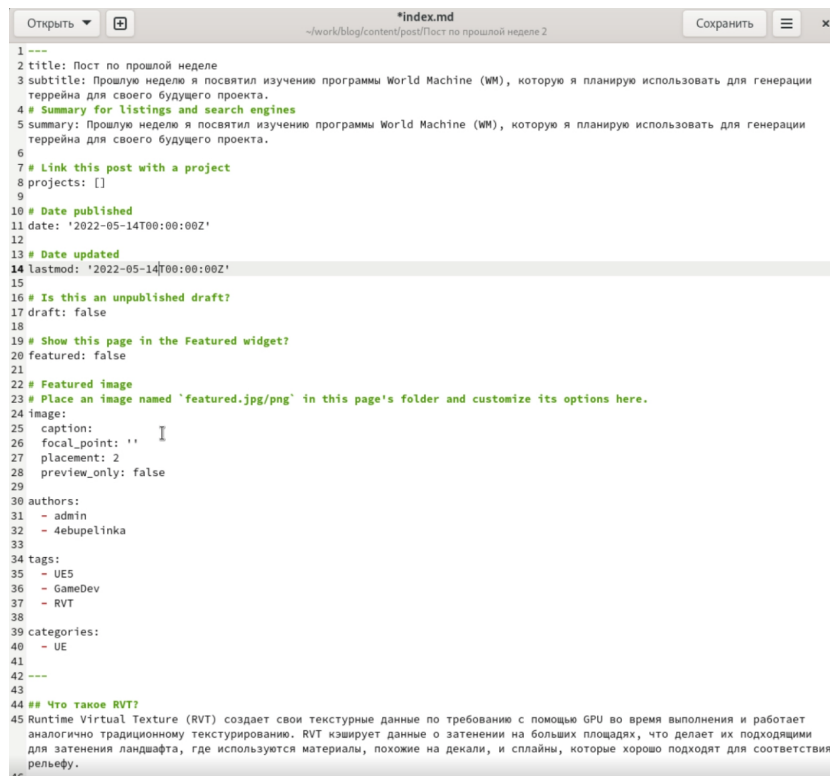 Открыть
*index.md
~/work/blog/content/post/Пост по прошлой неделе 2
Сохранить
1 ---
2 title: Пост по прошлой неделе
3 subtitle: Прошлую неделю я посвятил изучению программы World Machine (WM), которую я планирую использовать для генерации
террейна для своего будущего проекта.
4 # Summary for listings and search engines
5 summary: Прошлую неделю я посвятил изучению программы World Machine (WM), которую я планирую использовать для генерации
террейна для своего будущего проекта.
6
7 # Link this post with a project
8 projects: []
9
10 # Date published
11 date: '2022-05-14T00:00:00Z'
12
13 # Date updated
14 lastmod: '2022-05-14T00:00:00Z'
15
16 # Is this an unpublished draft?
17 draft: false
18
19 # Show this page in the Featured widget?
20 featured: false
21
22 # Featured image
23 # Place an image named `featured.jpg/png` in this page's folder and customize its options here.
24 image:
25   caption:
26   focal_point: ''
27   placement: 2
28   preview_only: false
29
30 authors:
31   - admin
32   - 4ebupelinka
33
34 tags:
35   - UE5
36   - GameDev
37   - RVT
38
39 categories:
40   - UE
41
42 ---
43
44 ## Что такое RVT?
45 Runtime Virtual Texture (RVT) создает свои текстурные данные по требованию с помощью GPU во время выполнения и работает
аналогично традиционному текстурированию. RVT кэширует данные о затенении на больших площадях, что делает их подходящими
для затенения ландшафта, где используются материалы, похожие на декали, и сплайны, которые хорошо подходят для соответствия
рельефу.